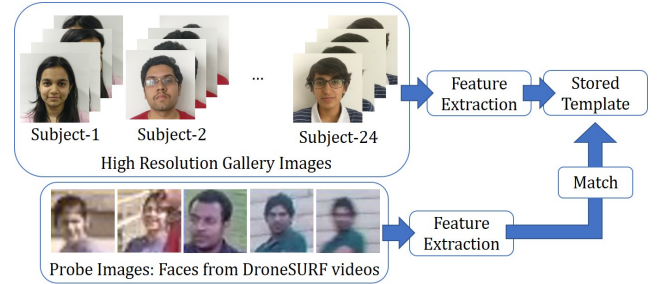 ...
Subject-1
Subject-2
Subject-24
High Resolution Gallery Images
Feature
Extraction
Stored
Template
Match
Feature
Extraction
Probe Images: Faces from DroneSURF videos